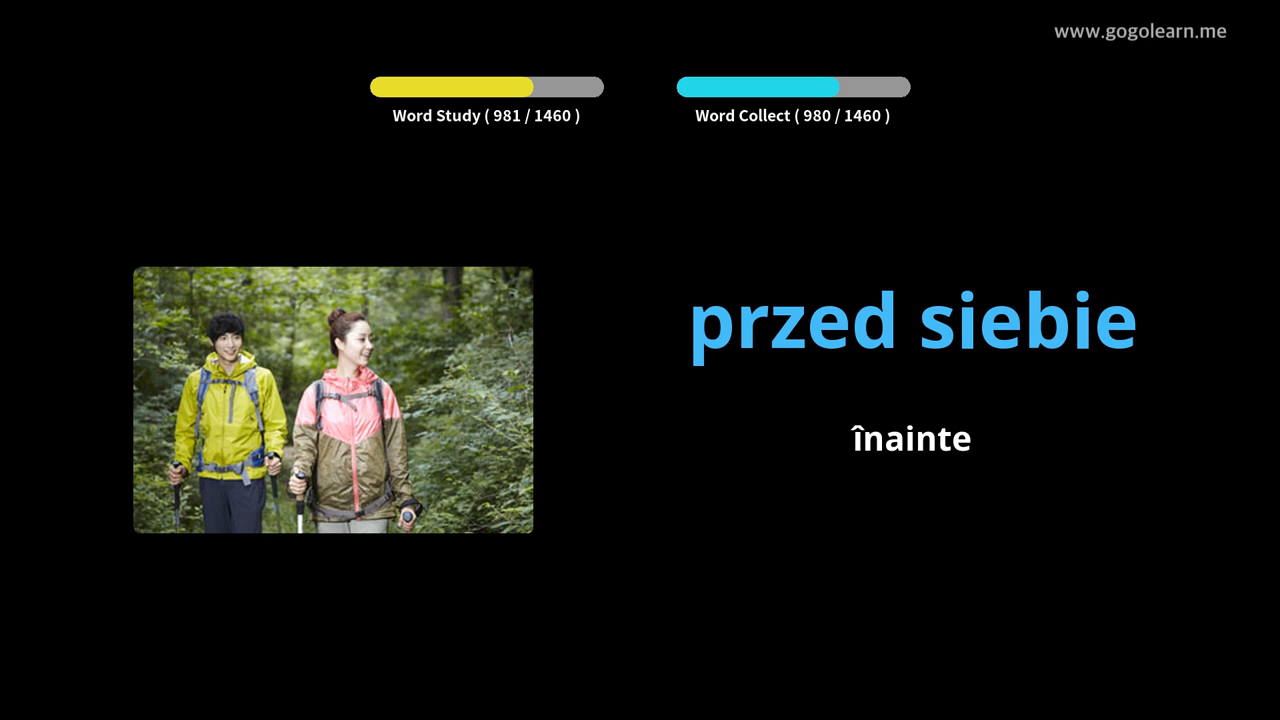 www.gogolearn.me
Word Study ( 981 / 1460 )
Word Collect ( 980 / 1460 )
przed siebie
înainte